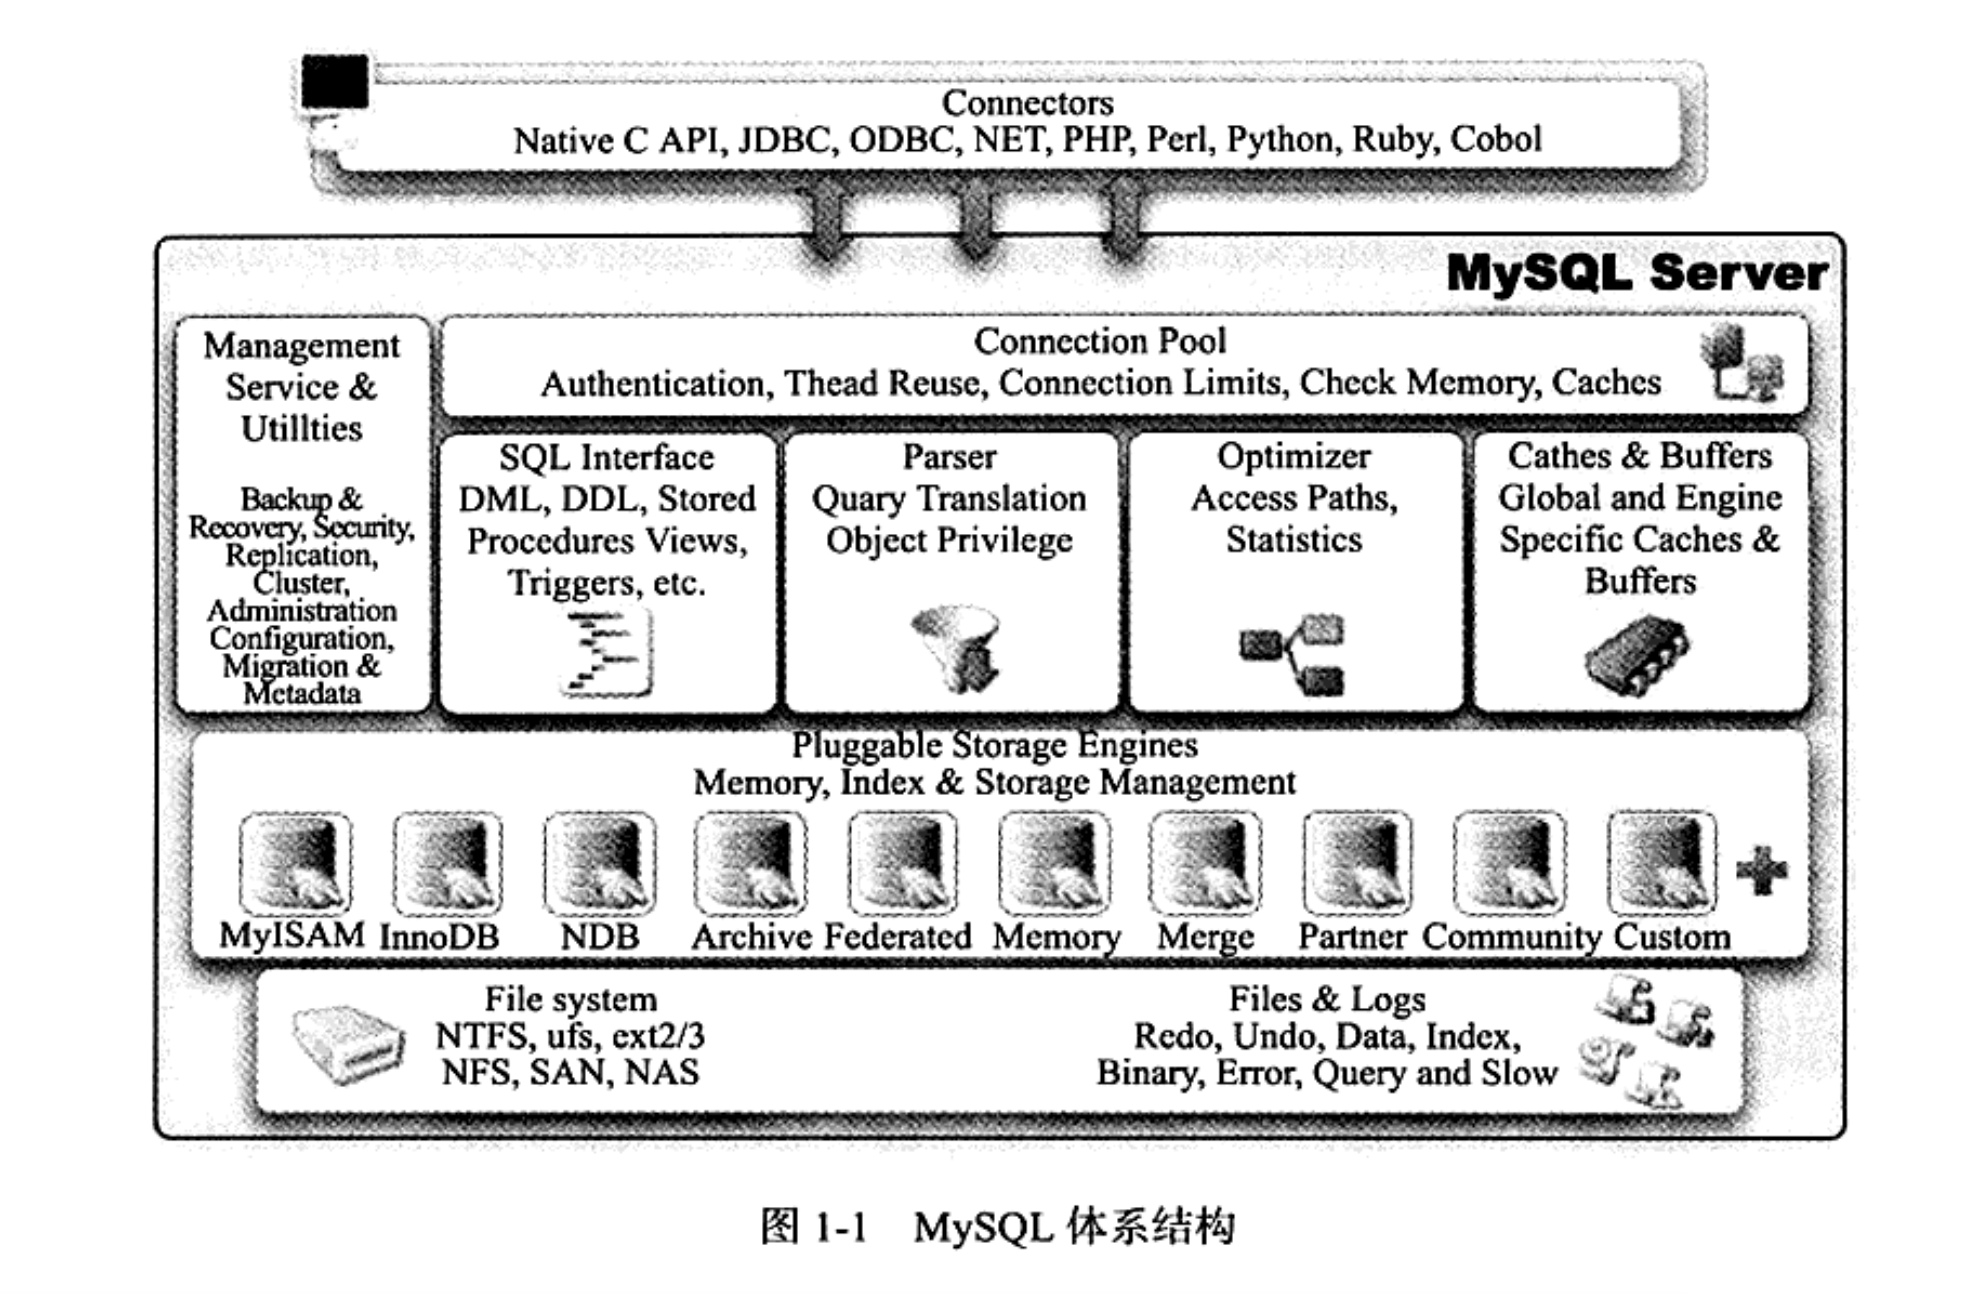 Connectors
Native C API, JDBC, ODBC, NET, PHP, Perl, Python, Ruby, Cobol
MySQL Server
Management
Service &
Utillties
Backup &
Recovery, Security,
Replication,
Cluster,
Administration
Configuration,
Migration &
Metadata
Connection Pool
Authentication, Thead Reuse, Connection Limits, Check Memory, Caches
SQL Interface
DML, DDL, Stored
Procedures Views,
Triggers, etc.
Parser
Quary Translation
Object Privilege
Optimizer
Access Paths,
Statistics
Cathes & Buffers
Global and Engine
Specific Caches &
Buffers
Pluggable Storage Engines
Memory, Index & Storage Management
MyISAM InnoDB NDB Archive Federated Memory Merge Partner Community Custom
File system
NTFS, ufs, ext2/3
NFS, SAN, NAS
Files & Logs
Redo, Undo, Data, Index,
Binary, Error, Query and Slow
图 1-1 MySQL 体系结构